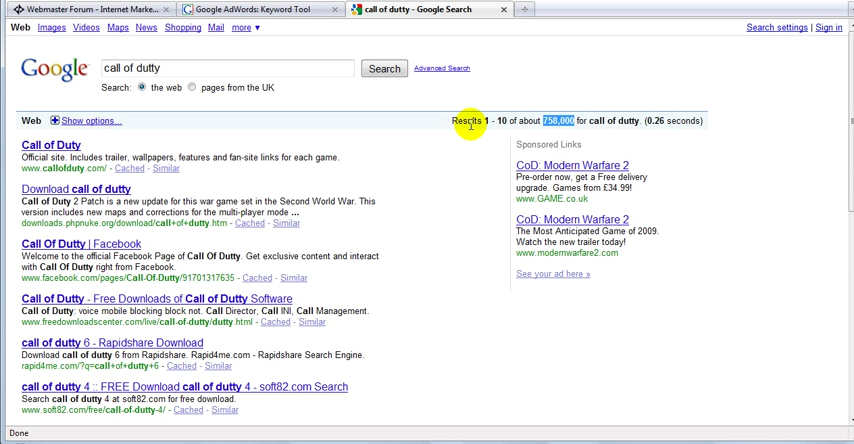 Webmaster Forum - Internet Marke...
Google AdWords: Keyword Tool
call of dutty - Google Search
Web Images Videos Maps News Shopping Mail more ▼
Search settings | Sign in
Google
call of dutty
Search
Advanced Search
Search: the web pages from the UK
Web Show options...
Results 1 - 10 of about 758,000 for call of dutty. (0.26 seconds)
Call of Duty
Official site. Includes trailer, wallpapers, features and fan-site links for each game.
www.callofduty.com/ - Cached - Similar
Download call of dutty
Call of Duty 2 Patch is a new update for this war game set in the Second World War. This
version includes new maps and corrections for the multi-player mode ...
downloads.phpnuke.org/download/call+of+dutty.htm - Cached - Similar
Call Of Dutty | Facebook
Welcome to the official Facebook Page of Call Of Dutty. Get exclusive content and interact
with Call Of Dutty right from Facebook.
www.facebook.com/pages/Call-Of-Dutty/91701317635 - Cached - Similar
Call of Dutty - Free Downloads of Call of Dutty Software
Call of Dutty: voice mobile blocking block not. Call Director, Call INI, Call Management.
www.freedownloadscenter.com/live/call-of-dutty/dutty.html - Cached - Similar
call of dutty 6 - Rapidshare Download
Download call of dutty 6 from Rapidshare. Rapid4me.com - Rapidshare Search Engine.
rapid4me.com/?q=call+of+dutty+6 - Cached - Similar
call of dutty 4 :: FREE Download call of dutty 4 - soft82.com Search
Search call of dutty 4 at soft82.com for free download.
www.soft82.com/free/call-of-dutty-4/ - Cached - Similar
Sponsored Links
CoD: Modern Warfare 2
Pre-order now, get a Free delivery
upgrade. Games from £34.99!
www.GAME.co.uk
CoD: Modern Warfare 2
The Most Anticipated Game of 2009.
Watch the new trailer today!
www.modernwarfare2.com
See your ad here »
Done